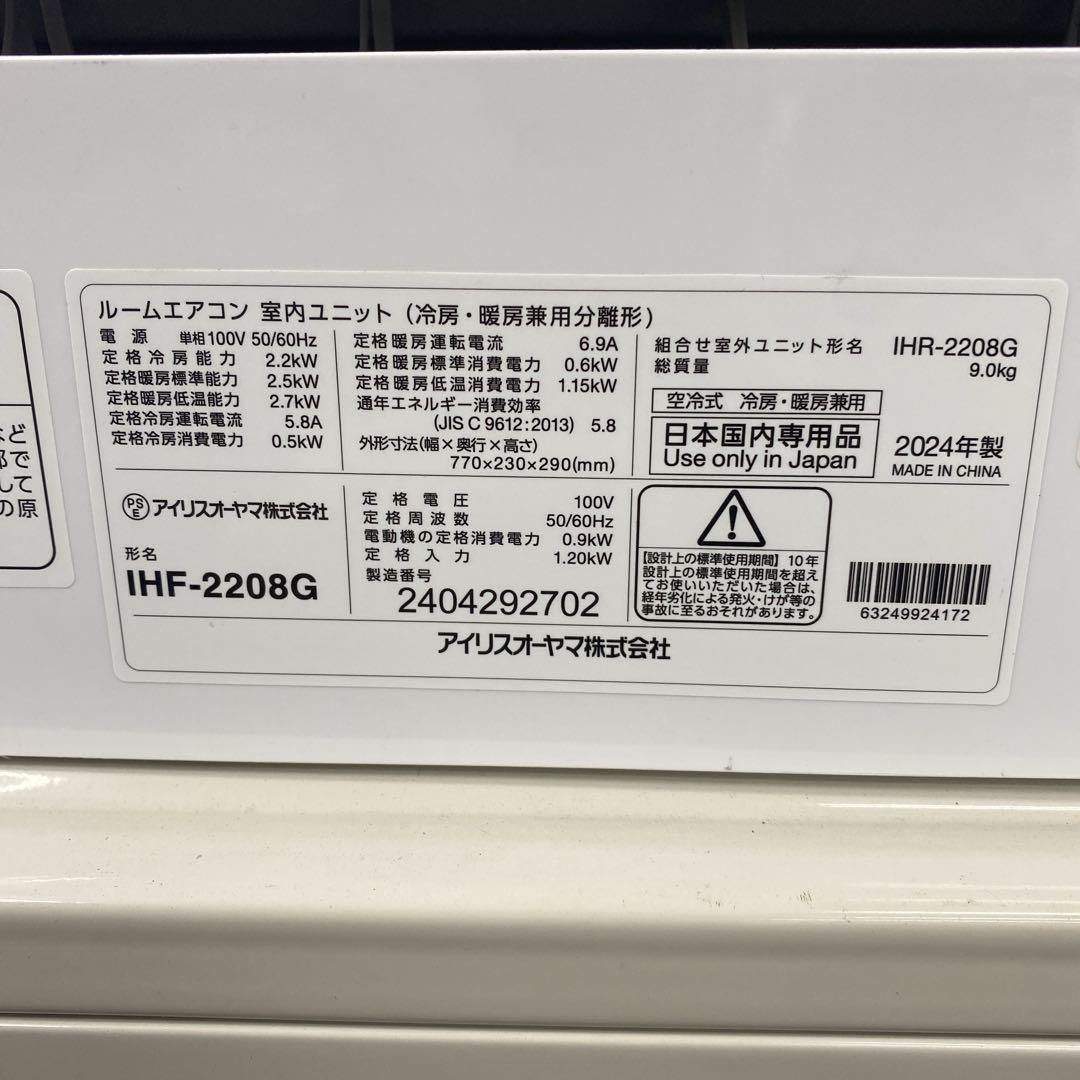 ルームエアコン 室内ユニット（冷房・暖房兼用分離形）
電源 単相100V 50/60Hz
定格冷房能力 2.2kW
定格暖房標準能力 2.5kW
定格暖房低温能力 2.7kW
定格冷房運転電流 5.8A
定格冷房消費電力 0.5kW
定格暖房運転電流 6.9A
定格暖房標準消費電力 0.6kW
定格暖房低温消費電力 1.15kW
通年エネルギー消費効率
(JIS C 9612:2013) 5.8
外形寸法(幅×奥行×高さ)
770×230×290(mm)
組合せ室外ユニット形名 IHR-2208G
総質量 9.0kg
空冷式 冷房・暖房兼用
日本国内専用品
Use only in Japan
2024年製
MADE IN CHINA
PSE アイリスオーヤマ株式会社
形名
IHF-2208G
定格電圧 100V
定格周波数 50/60Hz
電動機の定格消費電力 0.9kW
定格入力 1.20kW
製造番号
2404292702
【設計上の標準使用期間】10年
設計上の標準使用期間を超え
てお使いいただいた場合は、
経年劣化による発火・けが等の
事故に至るおそれがあります。
63249924172
アイリスオーヤマ株式会社
など
部で
して
の原